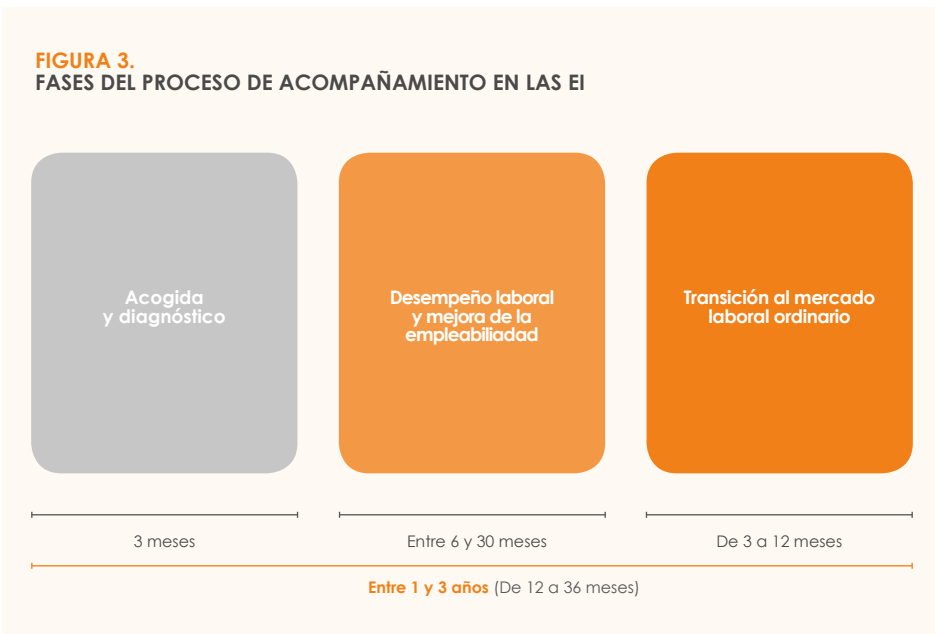 FIGURA 3.
FASES DEL PROCESO DE ACOMPAÑAMIENTO EN LAS EI
Acogida
y diagnóstico
Desempeño laboral
y mejora de la
empleabiliadad
Transición al mercado
laboral ordinario
3 meses
Entre 6 y 30 meses
De 3 a 12 meses
Entre 1 y 3 años (De 12 a 36 meses)